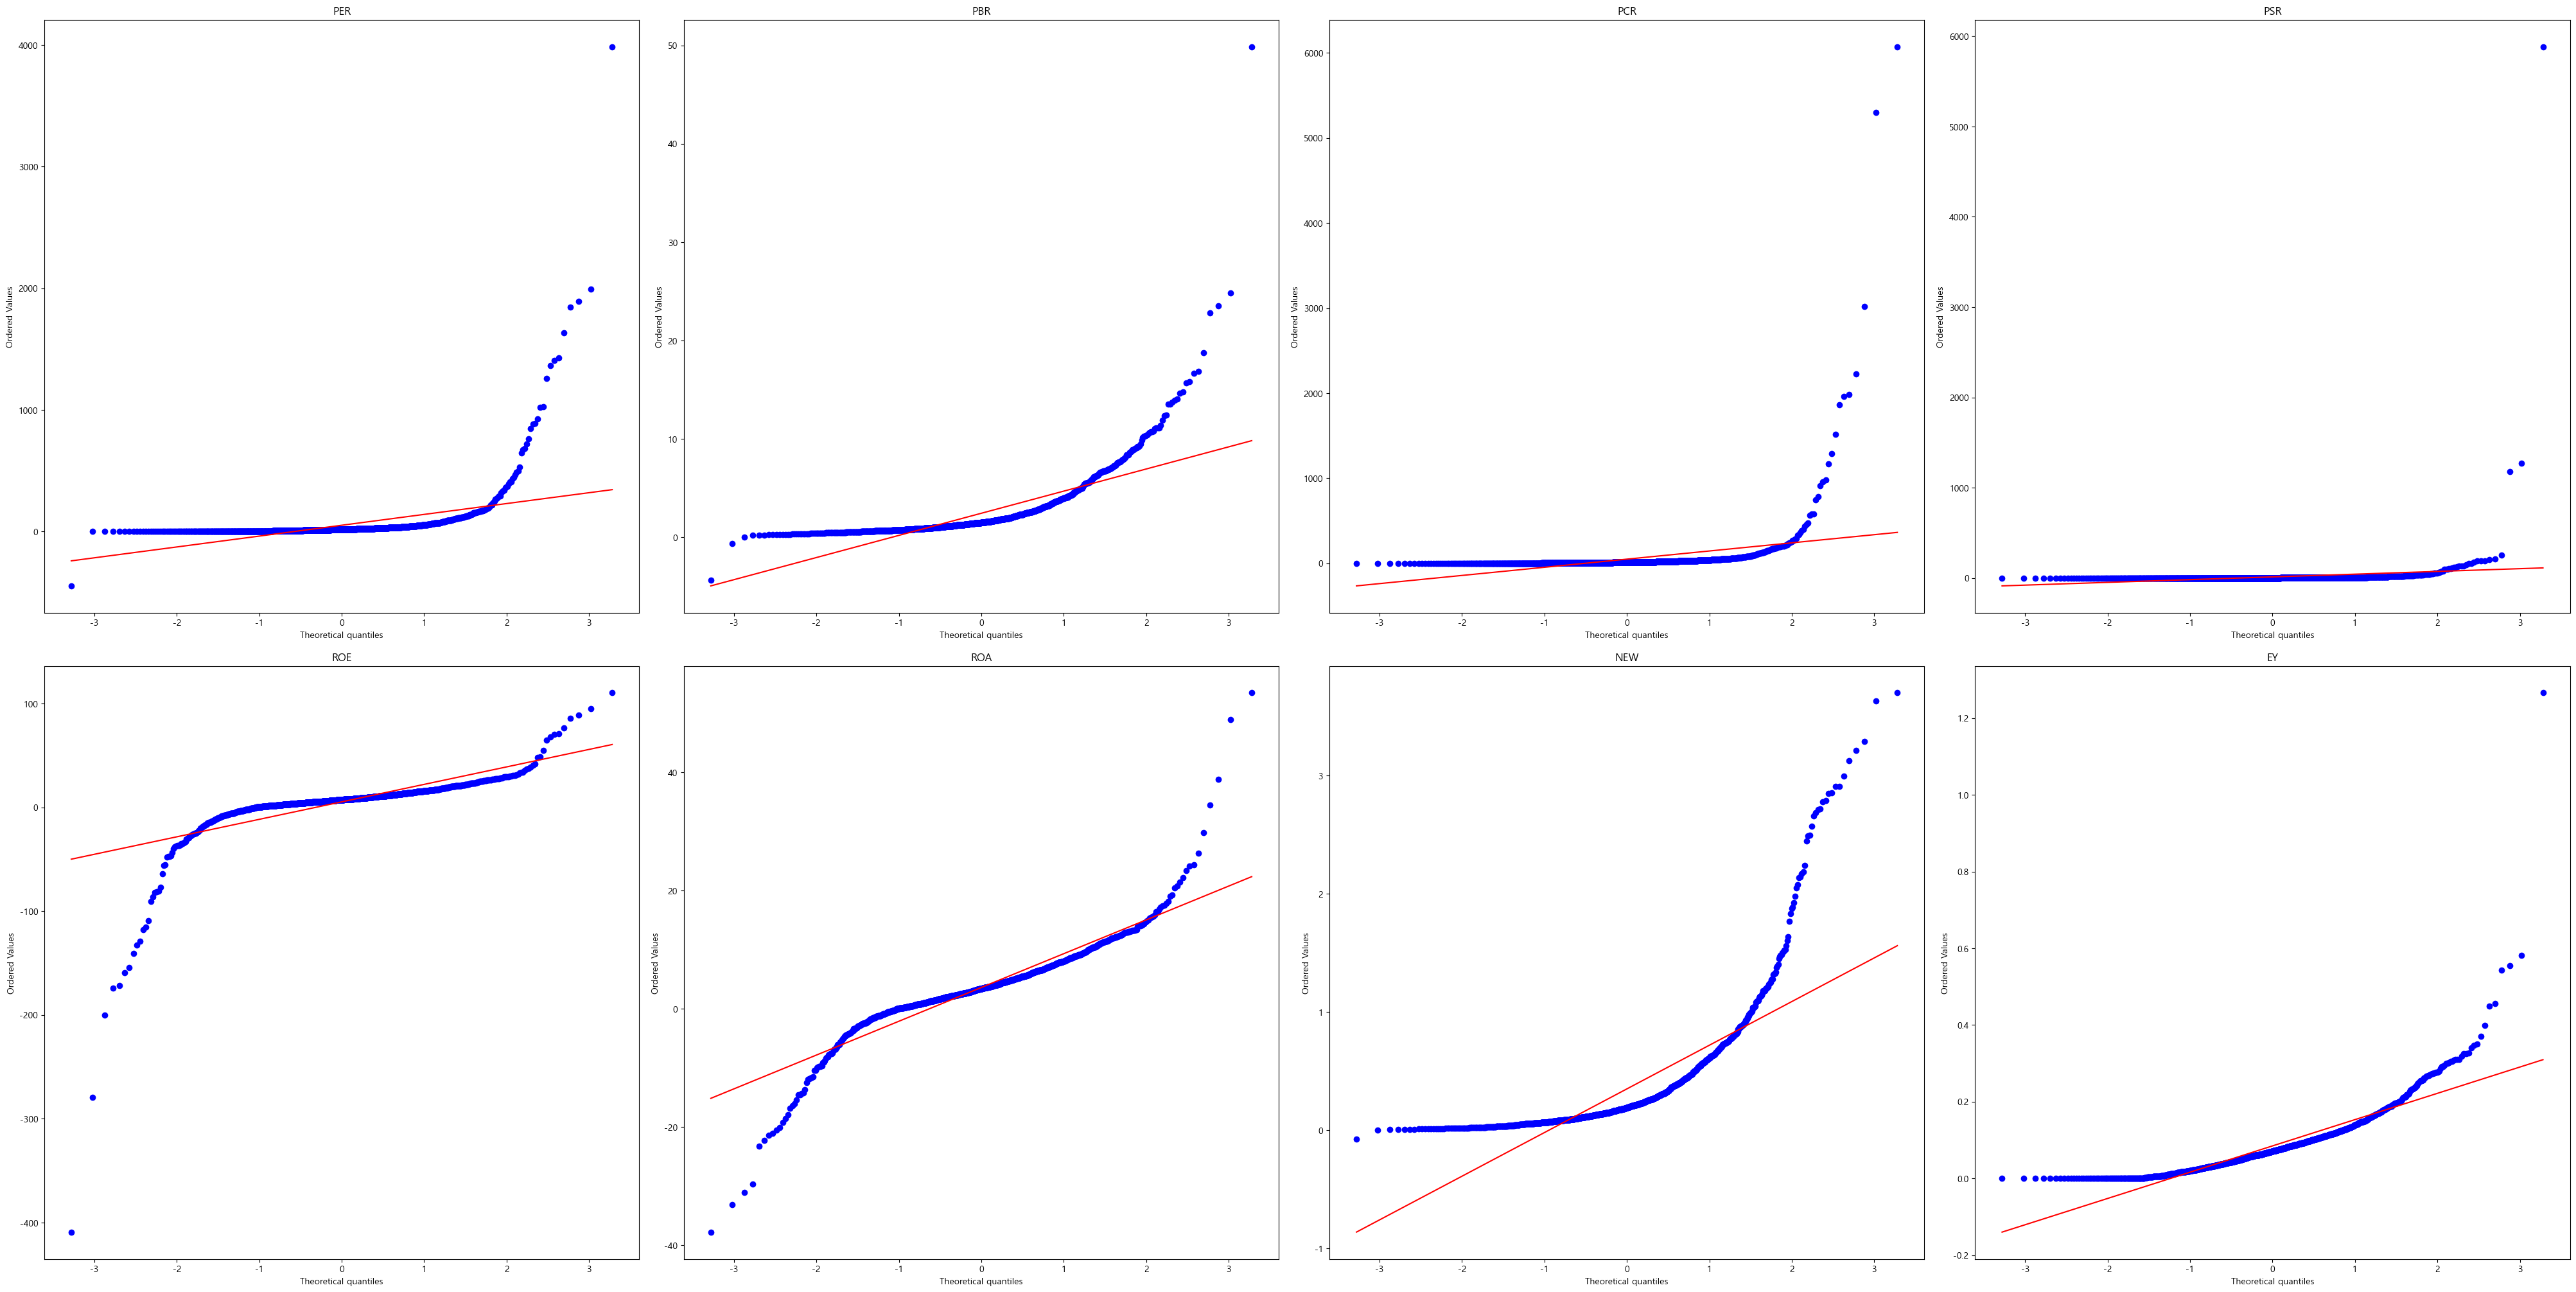 PER
4000
3000
2000
1000
0
Ordered Values
-3 -2 -1 0 1 2 3
Theoretical quantiles
PBR
50
40
30
20
10
0
Ordered Values
-3 -2 -1 0 1 2 3
Theoretical quantiles
PCR
6000
5000
4000
3000
2000
1000
0
Ordered Values
-3 -2 -1 0 1 2 3
Theoretical quantiles
PSR
6000
5000
4000
3000
2000
1000
0
Ordered Values
-3 -2 -1 0 1 2 3
Theoretical quantiles
ROE
100
0
-100
-200
-300
-400
Ordered Values
-3 -2 -1 0 1 2 3
Theoretical quantiles
ROA
40
20
0
-20
-40
Ordered Values
-3 -2 -1 0 1 2 3
Theoretical quantiles
NEW
3
2
1
0
-1
Ordered Values
-3 -2 -1 0 1 2 3
Theoretical quantiles
EY
1.2
1.0
0.8
0.6
0.4
0.2
0.0
-0.2
Ordered Values
-3 -2 -1 0 1 2 3
Theoretical quantiles